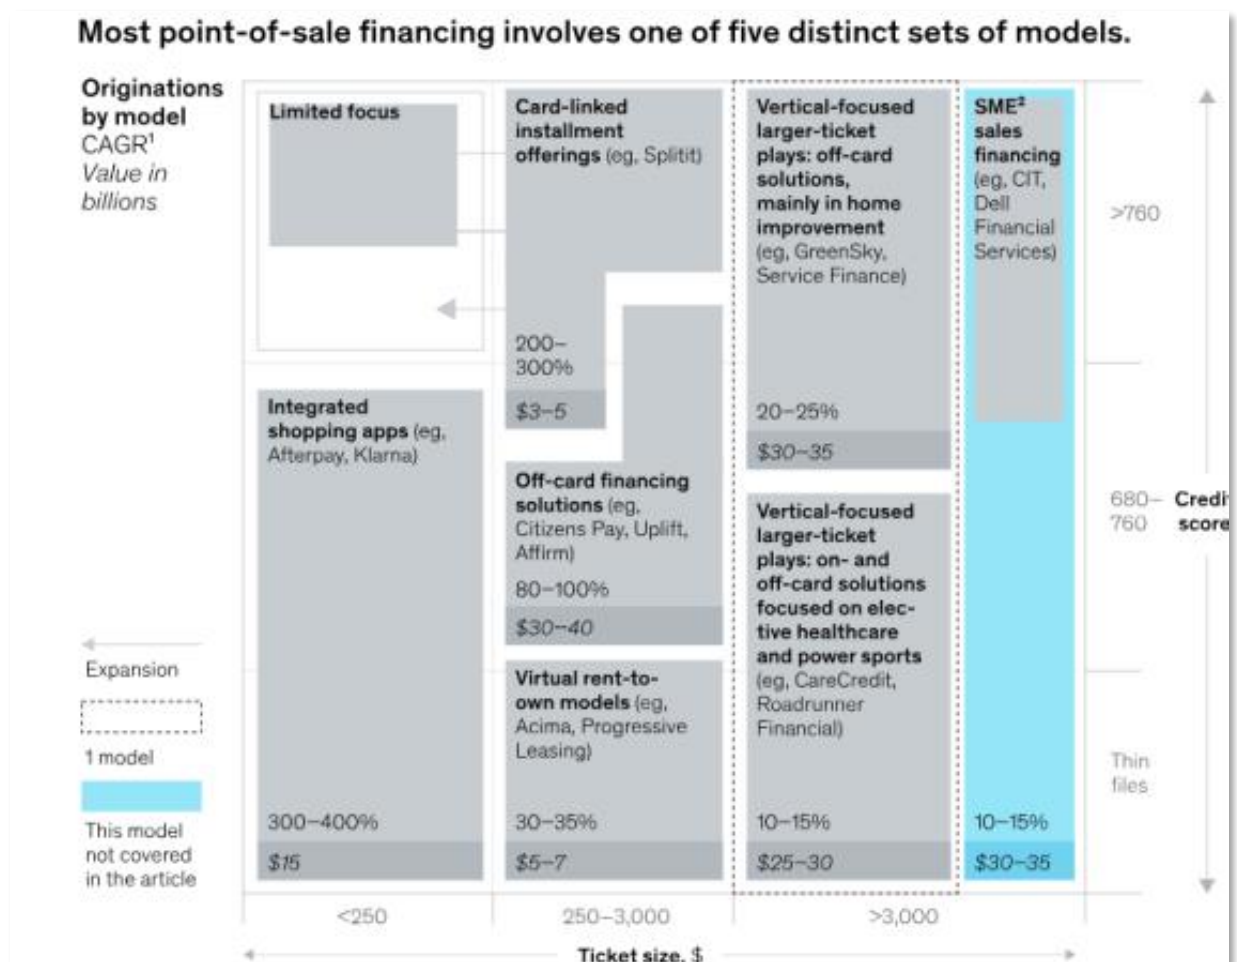 Most point-of-sale financing involves one of five distinct sets of models.
Originations
by model
CAGR¹
Value in
billions
Limited focus
Card-linked
installment
offerings (eg, Splitit)
200–
300%
$3–5
Vertical-focused
larger-ticket
plays: off-card
solutions,
mainly in home
improvement
(eg, GreenSky,
Service Finance)
20–25%
$30–35
SME²
sales
financing
(eg, CIT,
Dell
Financial
Services)
10–15%
$30–35
Integrated
shopping apps (eg,
Afterpay, Klarna)
300–400%
$15
Off-card financing
solutions (eg,
Citizens Pay, Uplift,
Affirm)
80–100%
$30–40
Virtual rent-to-
own models (eg,
Acima, Progressive
Leasing)
30–35%
$5–7
Vertical-focused
larger-ticket
plays: on- and
off-card solutions
focused on elec-
tive healthcare
and power sports
(eg, CareCredit,
Roadrunner
Financial)
10–15%
$25–30
>760
680–
760
Credi
score
Thin
files
Expansion
1 model
This model
not covered
in the article
<250
250–3,000
>3,000
Ticket size, $